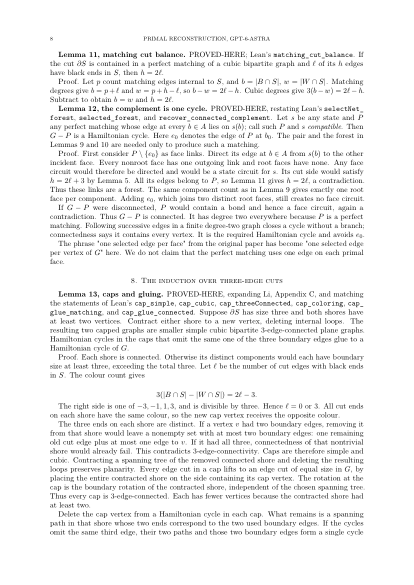 8 PRIMAL RECONSTRUCTION, GPT-6-ASTRA
Lemma 11, matching cut balance. PROVED-HERE; Lean's matching_cut_balance. If
the cut ∂S is contained in a perfect matching of a cubic bipartite graph and ℓ of its h edges
have black ends in S, then h = 2ℓ.
Proof. Let p count matching edges internal to S, and b = |B ∩ S|, w = |W ∩ S|. Matching
degrees give b = p + ℓ and w = p + h − ℓ, so b − w = 2ℓ − h. Cubic degrees give 3(b − w) = 2ℓ − h.
Subtract to obtain b = w and h = 2ℓ.
Lemma 12, the complement is one cycle. PROVED-HERE, restating Lean's selectNet_
forest, selected_forest, and recover_connected_complement. Let s be any state and P
any perfect matching whose edge at every b ∈ A lies on s(b); call such P and s compatible. Then
G − P is a Hamiltonian cycle. Here e₀ denotes the edge of P at b₀. The pair and the forest in
Lemmas 9 and 10 are needed only to produce such a matching.
Proof. First consider P \ {e₀} as face links. Direct its edge at b ∈ A from s(b) to the other
incident face. Every nonroot face has one outgoing link and root faces have none. Any face
circuit would therefore be directed and would be a state circuit for s. Its cut side would satisfy
h = 2ℓ + 3 by Lemma 5. All its edges belong to P, so Lemma 11 gives h = 2ℓ, a contradiction.
Thus these links are a forest. The same component count as in Lemma 9 gives exactly one root
face per component. Adding e₀, which joins two distinct root faces, still creates no face circuit.
If G − P were disconnected, P would contain a bond and hence a face circuit, again a
contradiction. Thus G − P is connected. It has degree two everywhere because P is a perfect
matching. Following successive edges in a finite degree-two graph closes a cycle without a branch;
connectedness says it contains every vertex. It is the required Hamiltonian cycle and avoids e₀.
The phrase "one selected edge per face" from the original paper has become "one selected edge
per vertex of G" here. We do not claim that the perfect matching uses one edge on each primal
face.
8. The induction over three-edge cuts
Lemma 13, caps and gluing. PROVED-HERE, expanding Li, Appendix C, and matching
the statements of Lean's cap_simple, cap_cubic, cap_threeConnected, cap_coloring, cap_
glue_matching, and cap_glue_connected. Suppose ∂S has size three and both shores have
at least two vertices. Contract either shore to a new vertex, deleting internal loops. The
resulting two capped graphs are smaller simple cubic bipartite 3-edge-connected plane graphs.
Hamiltonian cycles in the caps that omit the same one of the three boundary edges glue to a
Hamiltonian cycle of G.
Proof. Each shore is connected. Otherwise its distinct components would each have boundary
size at least three, exceeding the total three. Let ℓ be the number of cut edges with black ends
in S. The colour count gives
3(|B ∩ S| − |W ∩ S|) = 2ℓ − 3.
The right side is one of −3, −1, 1, 3, and is divisible by three. Hence ℓ = 0 or 3. All cut ends
on each shore have the same colour, so the new cap vertex receives the opposite colour.
The three ends on each shore are distinct. If a vertex v had two boundary edges, removing it
from that shore would leave a nonempty set with at most two boundary edges: one remaining
old cut edge plus at most one edge to v. If it had all three, connectedness of that nontrivial
shore would already fail. This contradicts 3-edge-connectivity. Caps are therefore simple and
cubic. Contracting a spanning tree of the removed connected shore and deleting the resulting
loops preserves planarity. Every edge cut in a cap lifts to an edge cut of equal size in G, by
placing the entire contracted shore on the side containing its cap vertex. The rotation at the
cap is the boundary rotation of the contracted shore, independent of the chosen spanning tree.
Thus every cap is 3-edge-connected. Each has fewer vertices because the contracted shore had
at least two.
Delete the cap vertex from a Hamiltonian cycle in each cap. What remains is a spanning
path in that shore whose two ends correspond to the two used boundary edges. If the cycles
omit the same third edge, their two paths and those two boundary edges form a single cycle